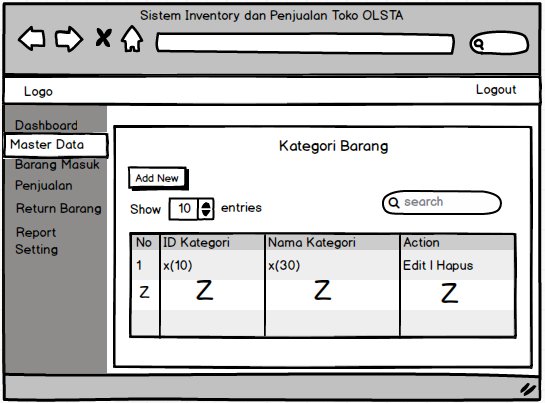 Sistem Inventory dan Penjualan Toko OLSTA
Logo
Logout
Dashboard
Master Data
Barang Masuk
Penjualan
Return Barang
Report
Setting
Kategori Barang
Add New
Show 10 entries
search
No ID Kategori Nama Kategori Action
1 x(10) x(30) Edit I Hapus
Z Z Z Z